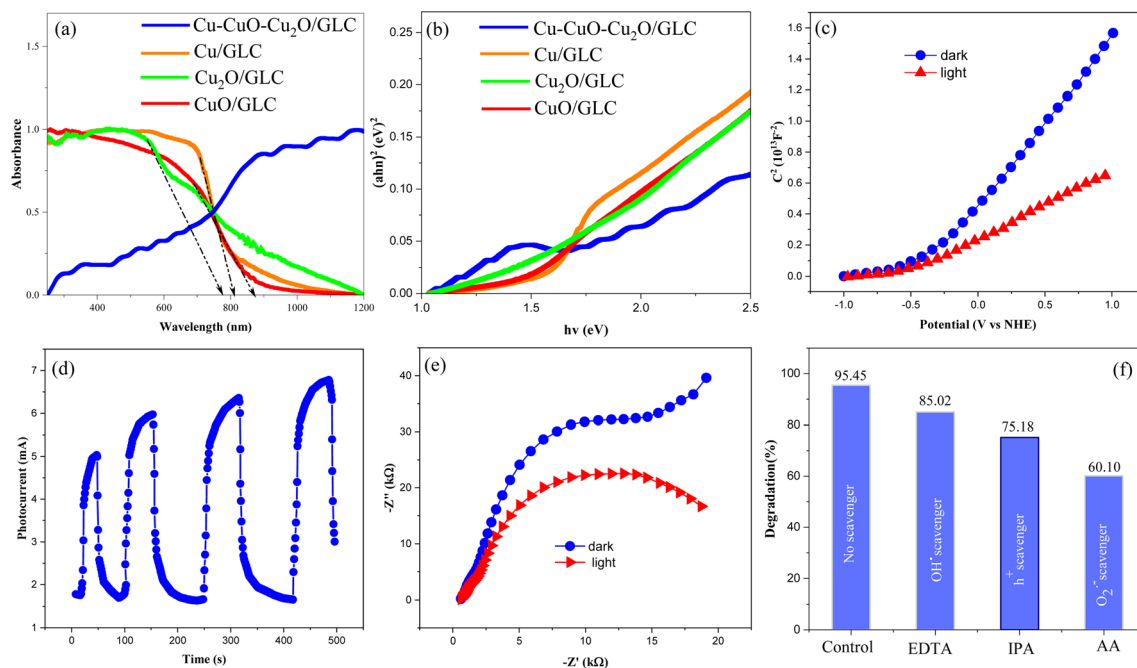 (a)
Cu-CuO-Cu₂O/GLC
Cu/GLC
Cu₂O/GLC
CuO/GLC
1.5
1.0
0.5
0.0
400 600 800 1000 1200
Absorbance
Wavelength (nm)
(b)
Cu-CuO-Cu₂O/GLC
Cu/GLC
Cu₂O/GLC
CuO/GLC
0.25
0.20
0.15
0.10
0.05
0.00
1.0 1.5 2.0 2.5
(ahn)² (eV)²
hv (eV)
(c)
dark
light
1.6
1.4
1.2
1.0
0.8
0.6
0.4
0.2
0.0
-1.0 -0.5 0.0 0.5 1.0
C² (10¹³F⁻²)
Potential (V vs NHE)
(d)
7
6
5
4
3
2
1
0 100 200 300 400 500
Photocurrent (mA)
Time (s)
(e)
dark
light
40
20
0
0 5 10 15 20 25
-Z'' (kΩ)
-Z' (kΩ)
(f)
100
80
60
40
20
0
95.45
85.02
75.18
60.10
No scavenger
OH˙ scavenger
h⁺ scavenger
O₂˙⁻ scavenger
Control EDTA IPA AA
Degradation(%)